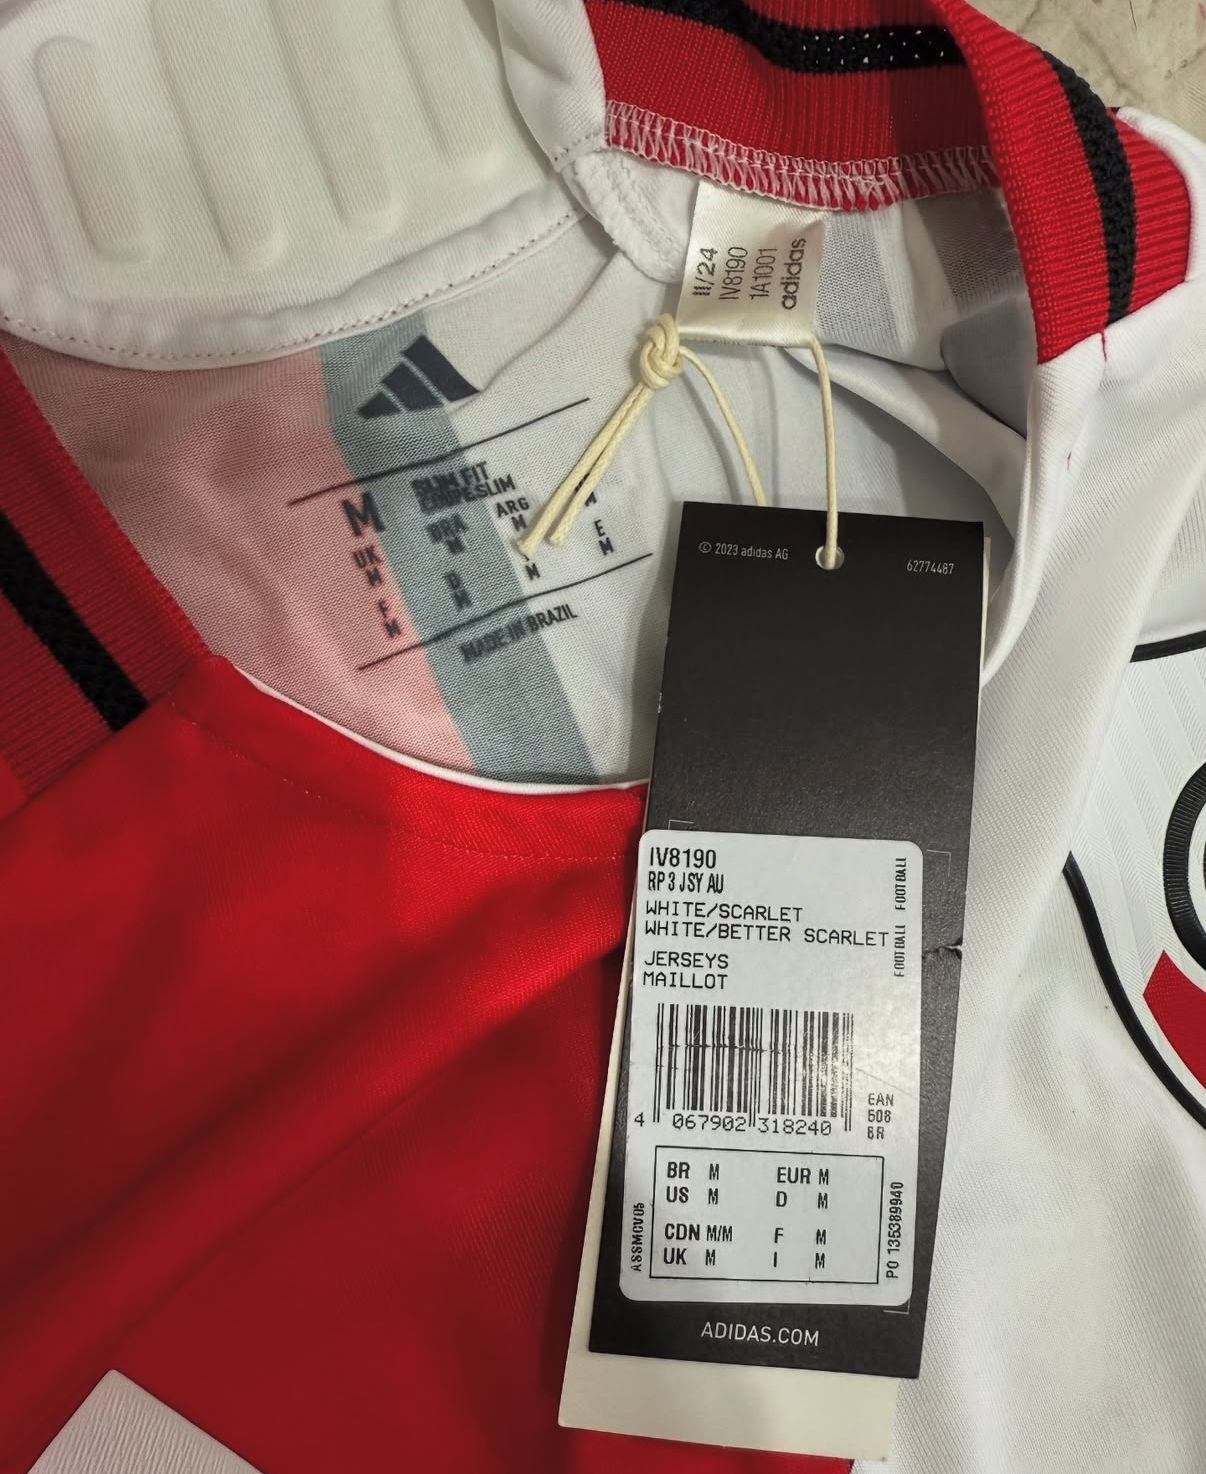 11/24
IV8190
1A1001
adidas
SLIM FIT
COUPE SLIM
M
BRA
M
ARG
M
M
UK
M
D
M
M
E
M
F
M
MADE IN BRAZIL
© 2023 adidas AG
62774487
IV8190
RP 3 JSY AU
WHITE/SCARLET
WHITE/BETTER SCARLET
JERSEYS
MAILLOT
FOOTBALL FOOTBALL
4 067902 318240
EAN
508
BR
BR M EUR M
US M D M
CDN M/M F M
UK M I M
ASSMCV05
PO 135389940
ADIDAS.COM